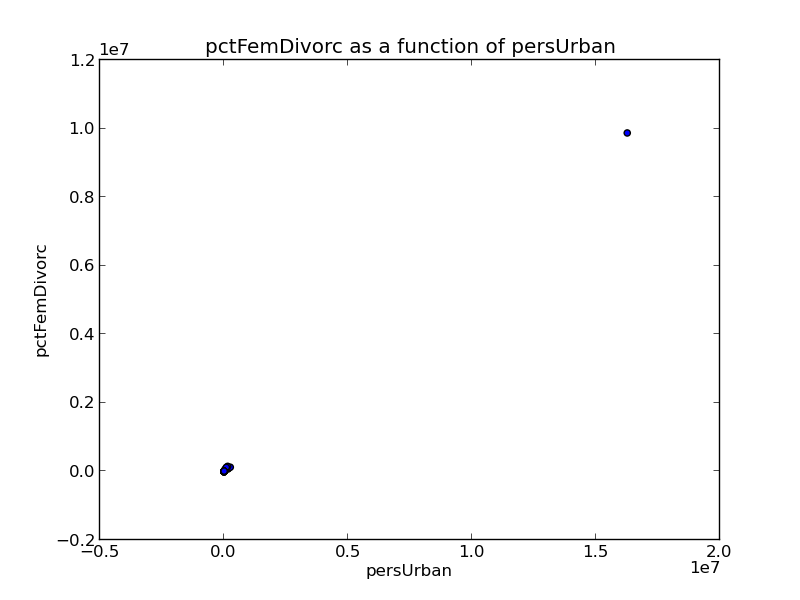 pctFemDivorc as a function of persUrban
1e7
1.2
1.0
0.8
0.6
0.4
0.2
0.0
−0.2
pctFemDivorc
−0.5 0.0 0.5 1.0 1.5 2.0
1e7
persUrban